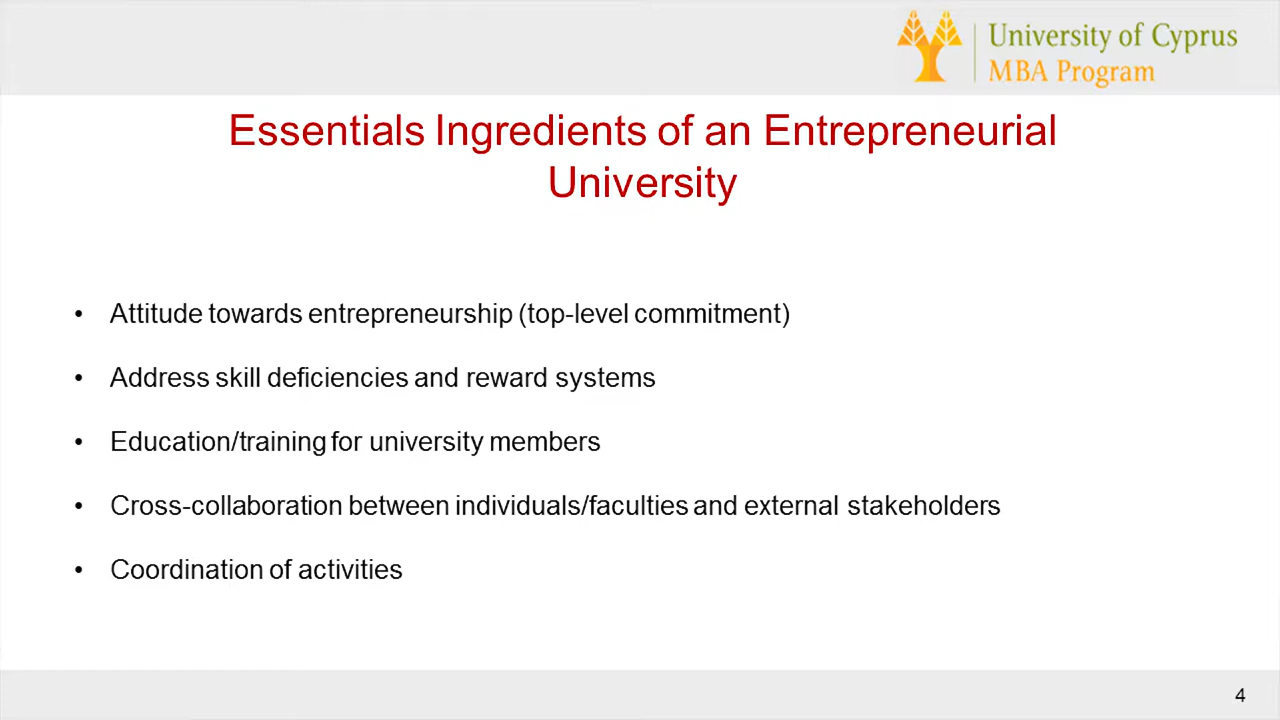 University of Cyprus
MBA Program
Essentials Ingredients of an Entrepreneurial
University
• Attitude towards entrepreneurship (top-level commitment)
• Address skill deficiencies and reward systems
• Education/training for university members
• Cross-collaboration between individuals/faculties and external stakeholders
• Coordination of activities
4